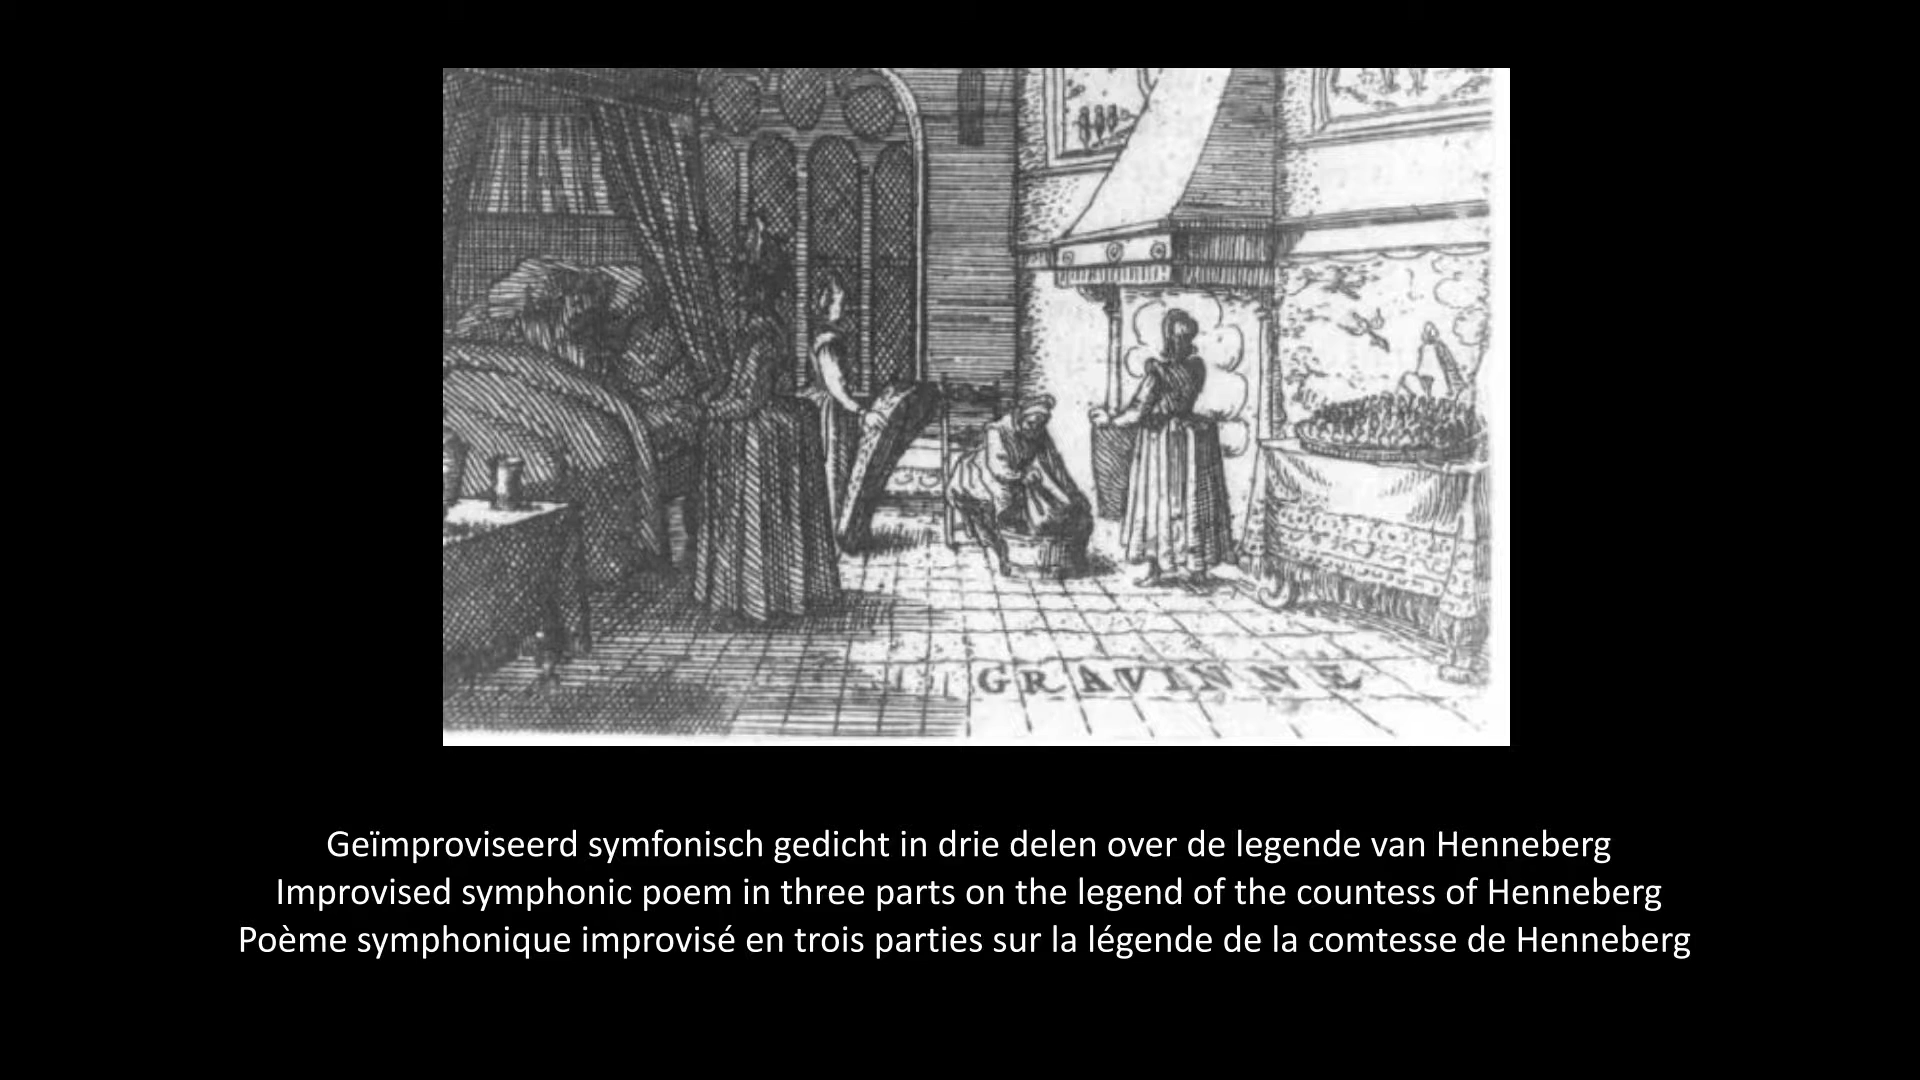 GRAVINNE
Geïmproviseerd symfonisch gedicht in drie delen over de legende van Henneberg
Improvised symphonic poem in three parts on the legend of the countess of Henneberg
Poème symphonique improvisé en trois parties sur la légende de la comtesse de Henneberg